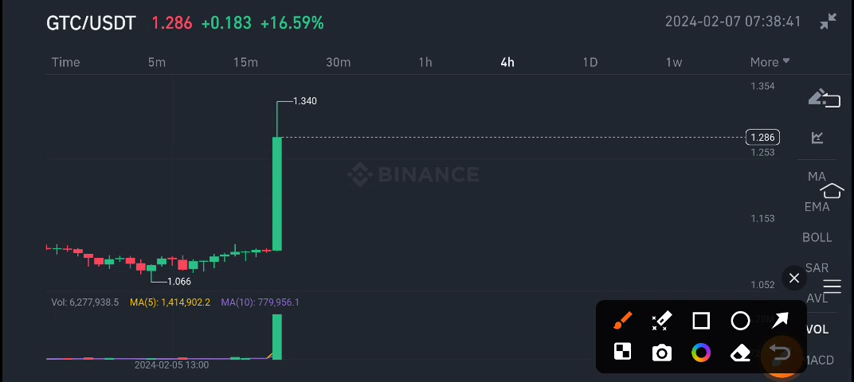 GTC/USDT 1.286 +0.183 +16.59% 2024-02-07 07:38:41
Time 5m 15m 30m 1h 4h 1D 1w More
1.354
1.340
1.286
1.253
BINANCE
MA
EMA
1.153
BOLL
SAR
1.066
1.052
AVL
Vol: 6,277,938.5 MA(5): 1,414,902.2 MA(10): 779,956.1
VOL
2024-02-05 13:00
MACD